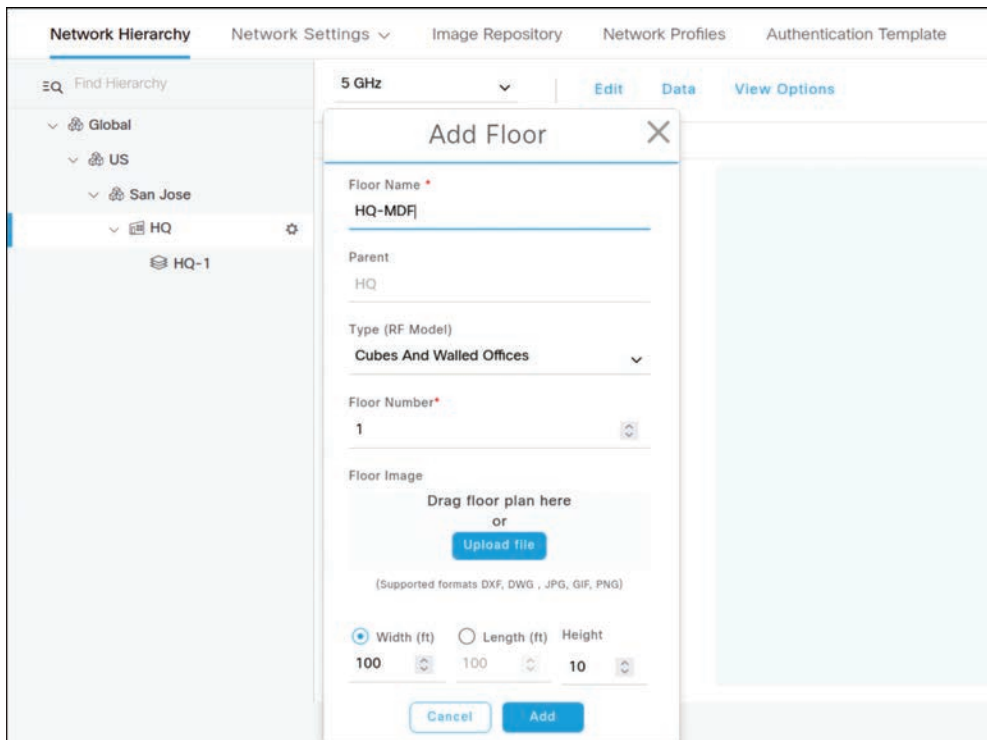 Network Hierarchy Network Settings Image Repository Network Profiles Authentication Template
Find Hierarchy
5 GHz Edit Data View Options
Global
US
San Jose
HQ
HQ-1
Add Floor
Floor Name *
HQ-MDF
Parent
HQ
Type (RF Model)
Cubes And Walled Offices
Floor Number*
1
Floor Image
Drag floor plan here
or
Upload file
(Supported formats DXF, DWG , JPG, GIF, PNG)
Width (ft) Length (ft) Height
100 100 10
Cancel Add